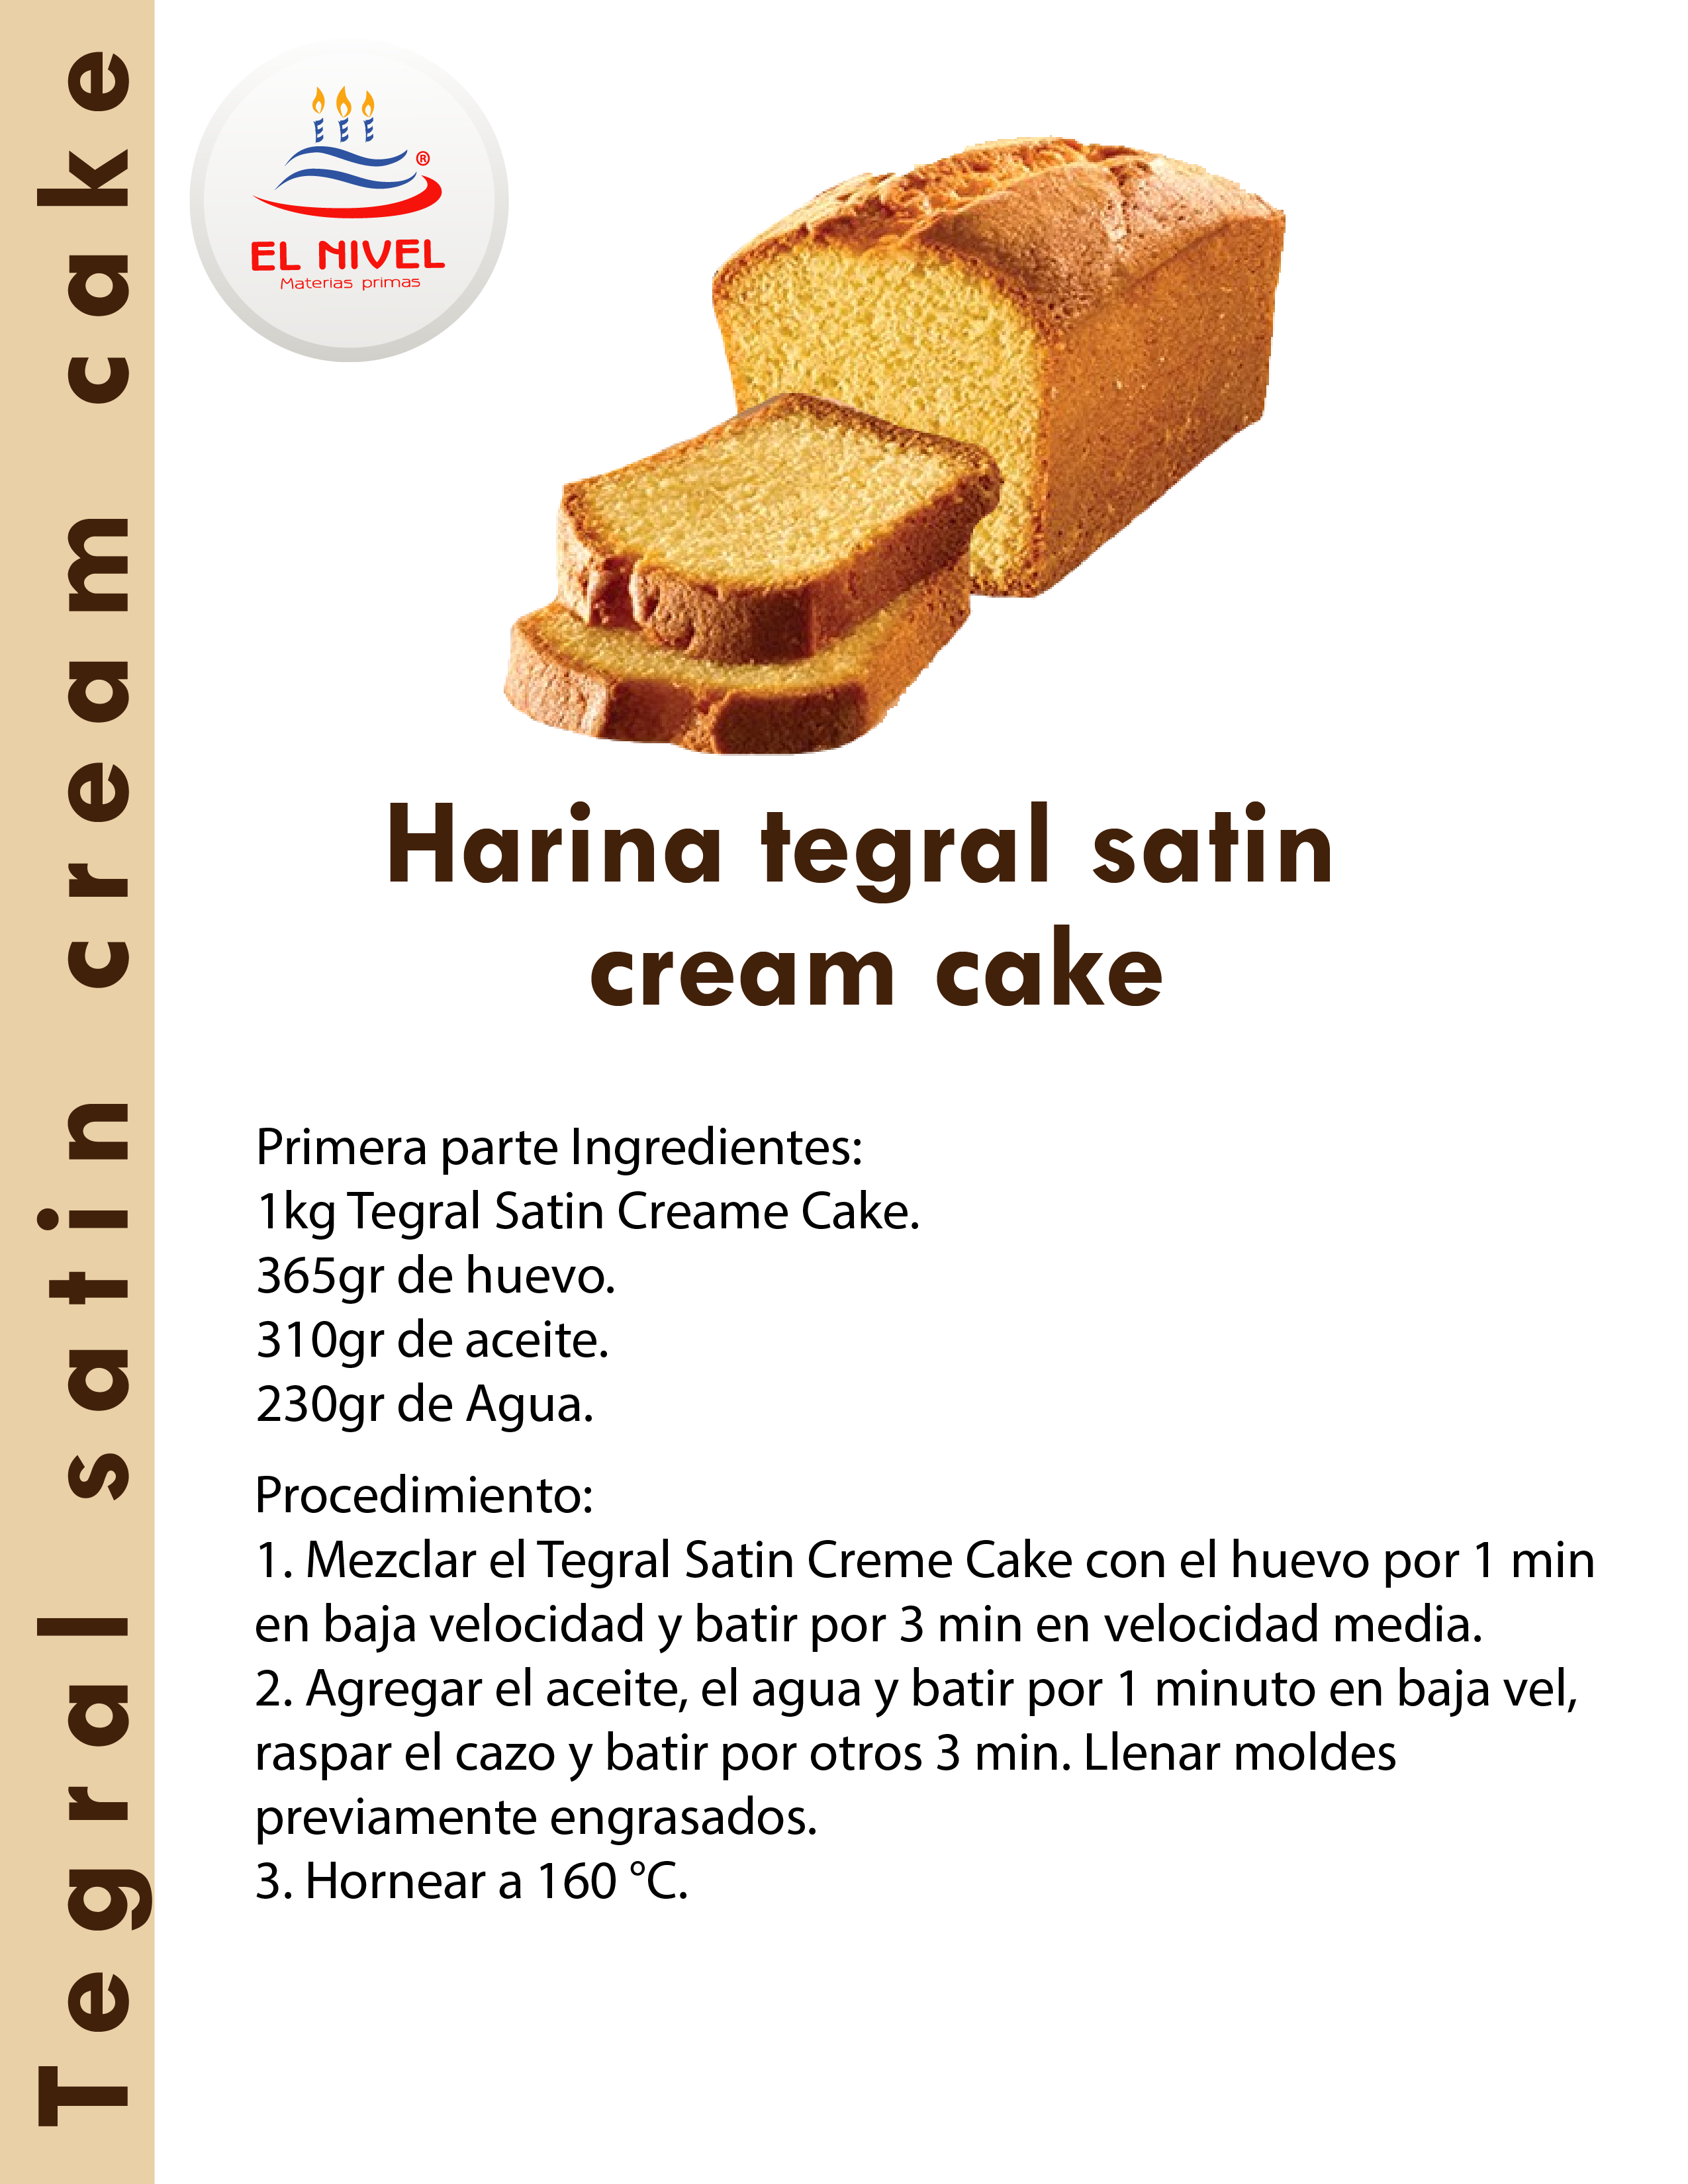 Tegral satin cream cake
®
EL NIVEL
Materias primas
Harina tegral satin
cream cake
Primera parte Ingredientes:
1kg Tegral Satin Creame Cake.
365gr de huevo.
310gr de aceite.
230gr de Agua.
Procedimiento:
1. Mezclar el Tegral Satin Creme Cake con el huevo por 1 min
en baja velocidad y batir por 3 min en velocidad media.
2. Agregar el aceite, el agua y batir por 1 minuto en baja vel,
raspar el cazo y batir por otros 3 min. Llenar moldes
previamente engrasados.
3. Hornear a 160 °C.